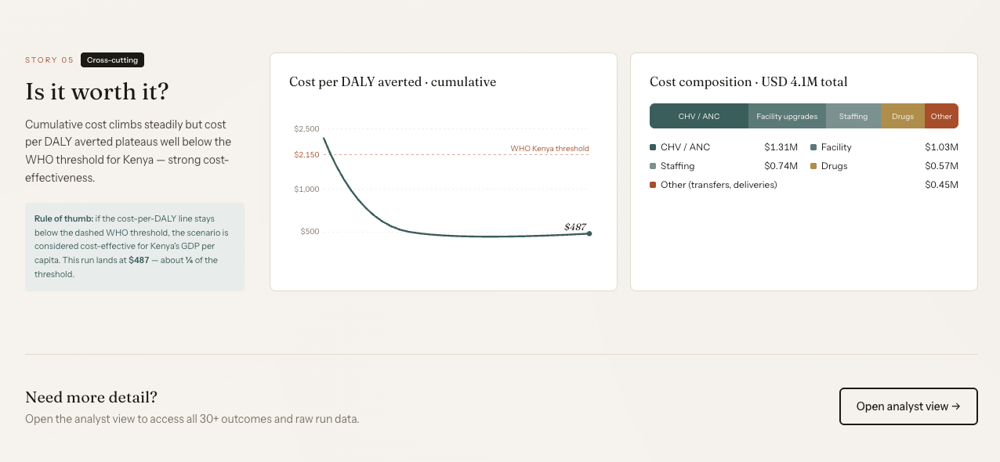 STORY 05 Cross-cutting
Is it worth it?
Cumulative cost climbs steadily but cost
per DALY averted plateaus well below the
WHO threshold for Kenya — strong cost-
effectiveness.
Rule of thumb: if the cost-per-DALY line stays
below the dashed WHO threshold, the scenario is
considered cost-effective for Kenya's GDP per
capita. This run lands at $487 — about ¼ of the
threshold.
Cost per DALY averted · cumulative
$2,500
WHO Kenya threshold
$2,150
$1,000
$487
$500
Cost composition · USD 4.1M total
CHV / ANC Facility upgrades Staffing Drugs Other
CHV / ANC $1.31M Facility $1.03M
Staffing $0.74M Drugs $0.57M
Other (transfers, deliveries) $0.45M
Need more detail?
Open the analyst view to access all 30+ outcomes and raw run data.
Open analyst view →